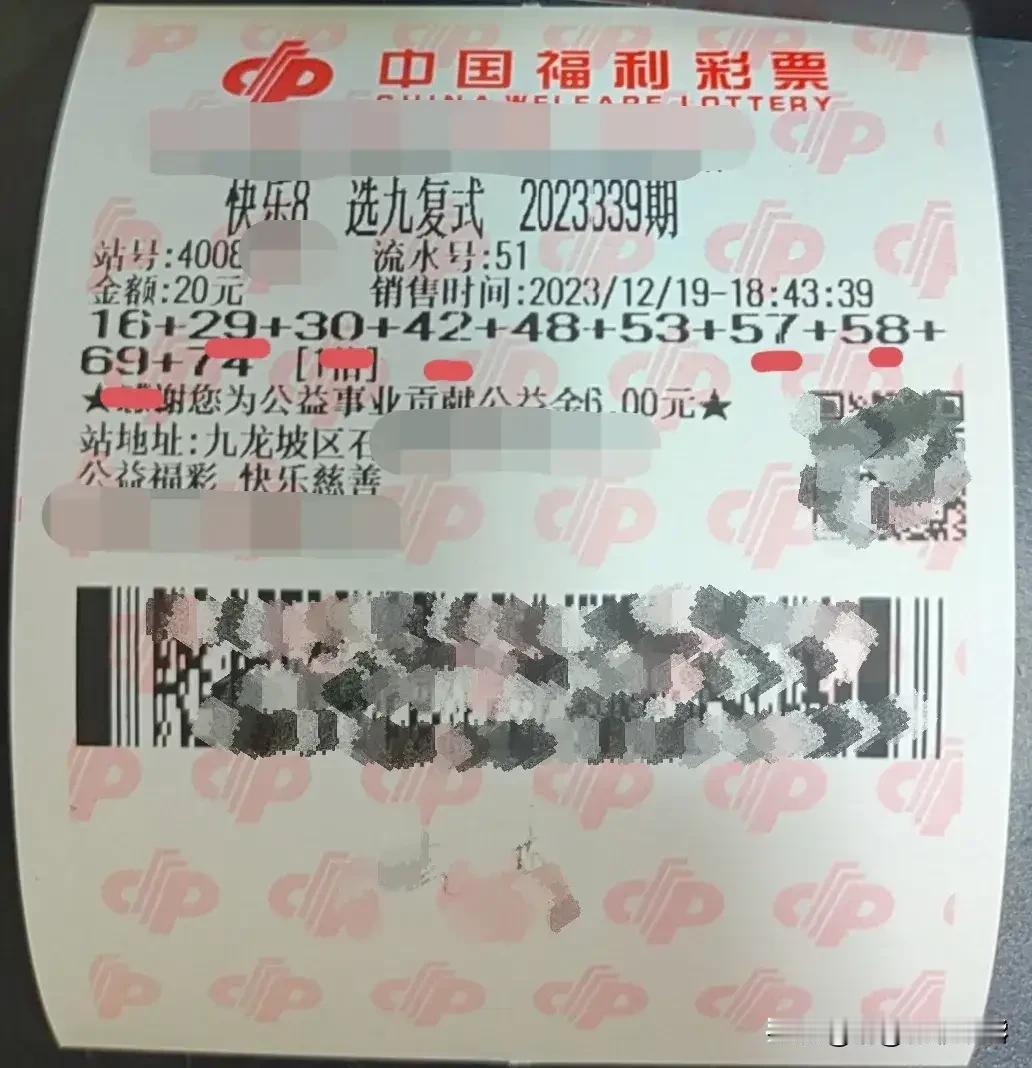 中国福利彩票
CHINA WELFARE LOTTERY
快乐8 选九复式 2023339期
站号:4008 流水号:51
金额:20元 销售时间:2023/12/19-18:43:39
16+29+30+42+48+53+57+58+
69+74
★感谢您为公益事业贡献公益金6.00元★
站地址:九龙坡区石
公益福彩 快乐慈善